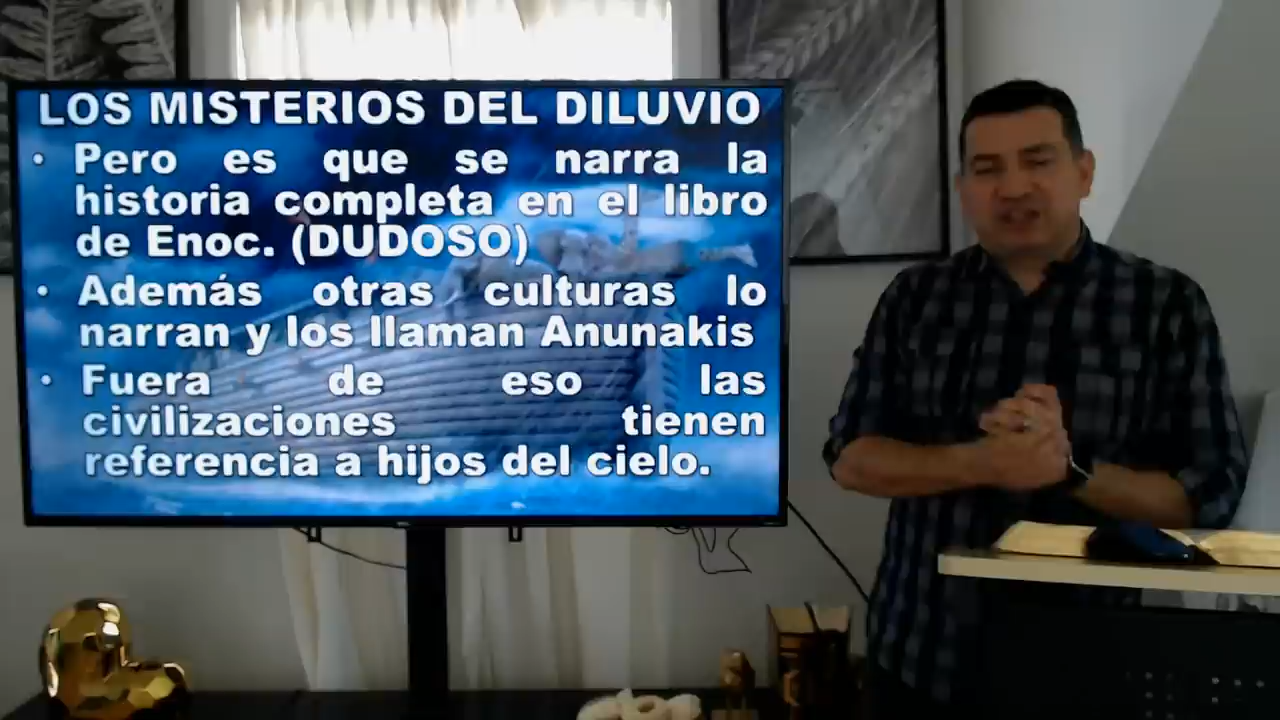 LOS MISTERIOS DEL DILUVIO
• Pero es que se narra la
historia completa en el libro
de Enoc. (DUDOSO)
• Además otras culturas lo
narran y los llaman Anunakis
• Fuera de eso las
civilizaciones tienen
referencia a hijos del cielo.